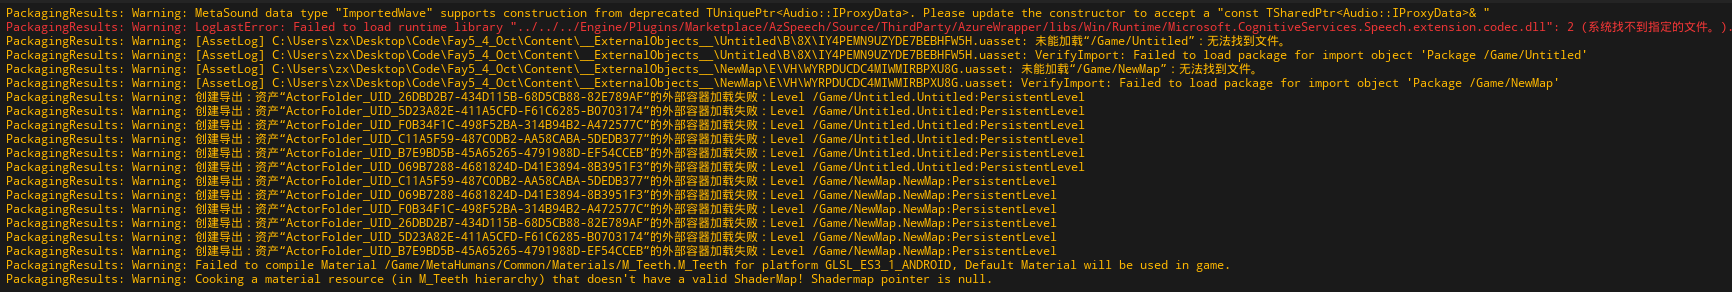 PackagingResults: Warning: MetaSound data type "ImportedWave" supports construction from deprecated TUniquePtr<Audio::IProxyData>. Please update the constructor to accept a "const TSharedPtr<Audio::IProxyData>& "
PackagingResults: Warning: LogLastError: Failed to load runtime library "../../../Engine/Plugins/Marketplace/AzSpeech/Source/ThirdParty/AzureWrapper/libs/Win/Runtime/Microsoft.CognitiveServices.Speech.extension.codec.dll": 2 (系统找不到指定的文件。).
PackagingResults: Warning: [AssetLog] C:\Users\zx\Desktop\Code\Fay5_4_Oct\Content\__ExternalObjects__\Untitled\B\8X\IY4PEMN9UZYDE7BEBHFW5H.uasset: 未能加载“/Game/Untitled”：无法找到文件。
PackagingResults: Warning: [AssetLog] C:\Users\zx\Desktop\Code\Fay5_4_Oct\Content\__ExternalObjects__\Untitled\B\8X\IY4PEMN9UZYDE7BEBHFW5H.uasset: VerifyImport: Failed to load package for import object 'Package /Game/Untitled'
PackagingResults: Warning: [AssetLog] C:\Users\zx\Desktop\Code\Fay5_4_Oct\Content\__ExternalObjects__\NewMap\E\VH\WYRPDUCDC4MIWMIRBPXU8G.uasset: 未能加载“/Game/NewMap”：无法找到文件。
PackagingResults: Warning: [AssetLog] C:\Users\zx\Desktop\Code\Fay5_4_Oct\Content\__ExternalObjects__\NewMap\E\VH\WYRPDUCDC4MIWMIRBPXU8G.uasset: VerifyImport: Failed to load package for import object 'Package /Game/NewMap'
PackagingResults: Warning: 创建导出：资产“ActorFolder_UID_26DBD2B7-434D115B-68D5CB88-82E789AF”的外部容器加载失败：Level /Game/Untitled.Untitled:PersistentLevel
PackagingResults: Warning: 创建导出：资产“ActorFolder_UID_5D23A82E-411A5CFD-F61C6285-B0703174”的外部容器加载失败：Level /Game/Untitled.Untitled:PersistentLevel
PackagingResults: Warning: 创建导出：资产“ActorFolder_UID_F0B34F1C-498F52BA-314B94B2-A472577C”的外部容器加载失败：Level /Game/Untitled.Untitled:PersistentLevel
PackagingResults: Warning: 创建导出：资产“ActorFolder_UID_C11A5F59-487C0DB2-AA58CABA-5DEDB377”的外部容器加载失败：Level /Game/Untitled.Untitled:PersistentLevel
PackagingResults: Warning: 创建导出：资产“ActorFolder_UID_B7E9BD5B-45A65265-4791988D-EF54CCEB”的外部容器加载失败：Level /Game/Untitled.Untitled:PersistentLevel
PackagingResults: Warning: 创建导出：资产“ActorFolder_UID_069B7288-4681824D-D41E3894-8B3951F3”的外部容器加载失败：Level /Game/Untitled.Untitled:PersistentLevel
PackagingResults: Warning: 创建导出：资产“ActorFolder_UID_C11A5F59-487C0DB2-AA58CABA-5DEDB377”的外部容器加载失败：Level /Game/NewMap.NewMap:PersistentLevel
PackagingResults: Warning: 创建导出：资产“ActorFolder_UID_069B7288-4681824D-D41E3894-8B3951F3”的外部容器加载失败：Level /Game/NewMap.NewMap:PersistentLevel
PackagingResults: Warning: 创建导出：资产“ActorFolder_UID_F0B34F1C-498F52BA-314B94B2-A472577C”的外部容器加载失败：Level /Game/NewMap.NewMap:PersistentLevel
PackagingResults: Warning: 创建导出：资产“ActorFolder_UID_26DBD2B7-434D115B-68D5CB88-82E789AF”的外部容器加载失败：Level /Game/NewMap.NewMap:PersistentLevel
PackagingResults: Warning: 创建导出：资产“ActorFolder_UID_5D23A82E-411A5CFD-F61C6285-B0703174”的外部容器加载失败：Level /Game/NewMap.NewMap:PersistentLevel
PackagingResults: Warning: 创建导出：资产“ActorFolder_UID_B7E9BD5B-45A65265-4791988D-EF54CCEB”的外部容器加载失败：Level /Game/NewMap.NewMap:PersistentLevel
PackagingResults: Warning: Failed to compile Material /Game/MetaHumans/Common/Materials/M_Teeth.M_Teeth for platform GLSL_ES3_1_ANDROID, Default Material will be used in game.
PackagingResults: Warning: Cooking a material resource (in M_Teeth hierarchy) that doesn't have a valid ShaderMap! Shadermap pointer is null.